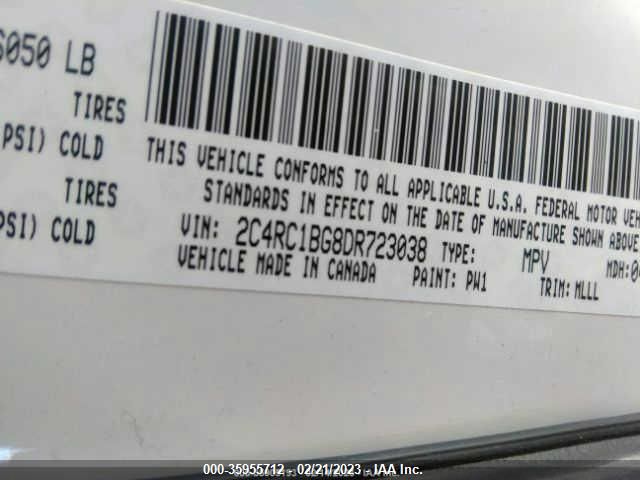 6050 LB
TIRES
PSI) COLD
TIRES
PSI) COLD
THIS VEHICLE CONFORMS TO ALL APPLICABLE U.S.A. FEDERAL MOTOR VEH
STANDARDS IN EFFECT ON THE DATE OF MANUFACTURE SHOWN ABOVE
VIN: 2C4RC1BG8DR723038 TYPE: MPV MDH:04
VEHICLE MADE IN CANADA PAINT: PW1 TRIM: MLLL
000-35955712 - 02/21/2023 - IAA Inc.